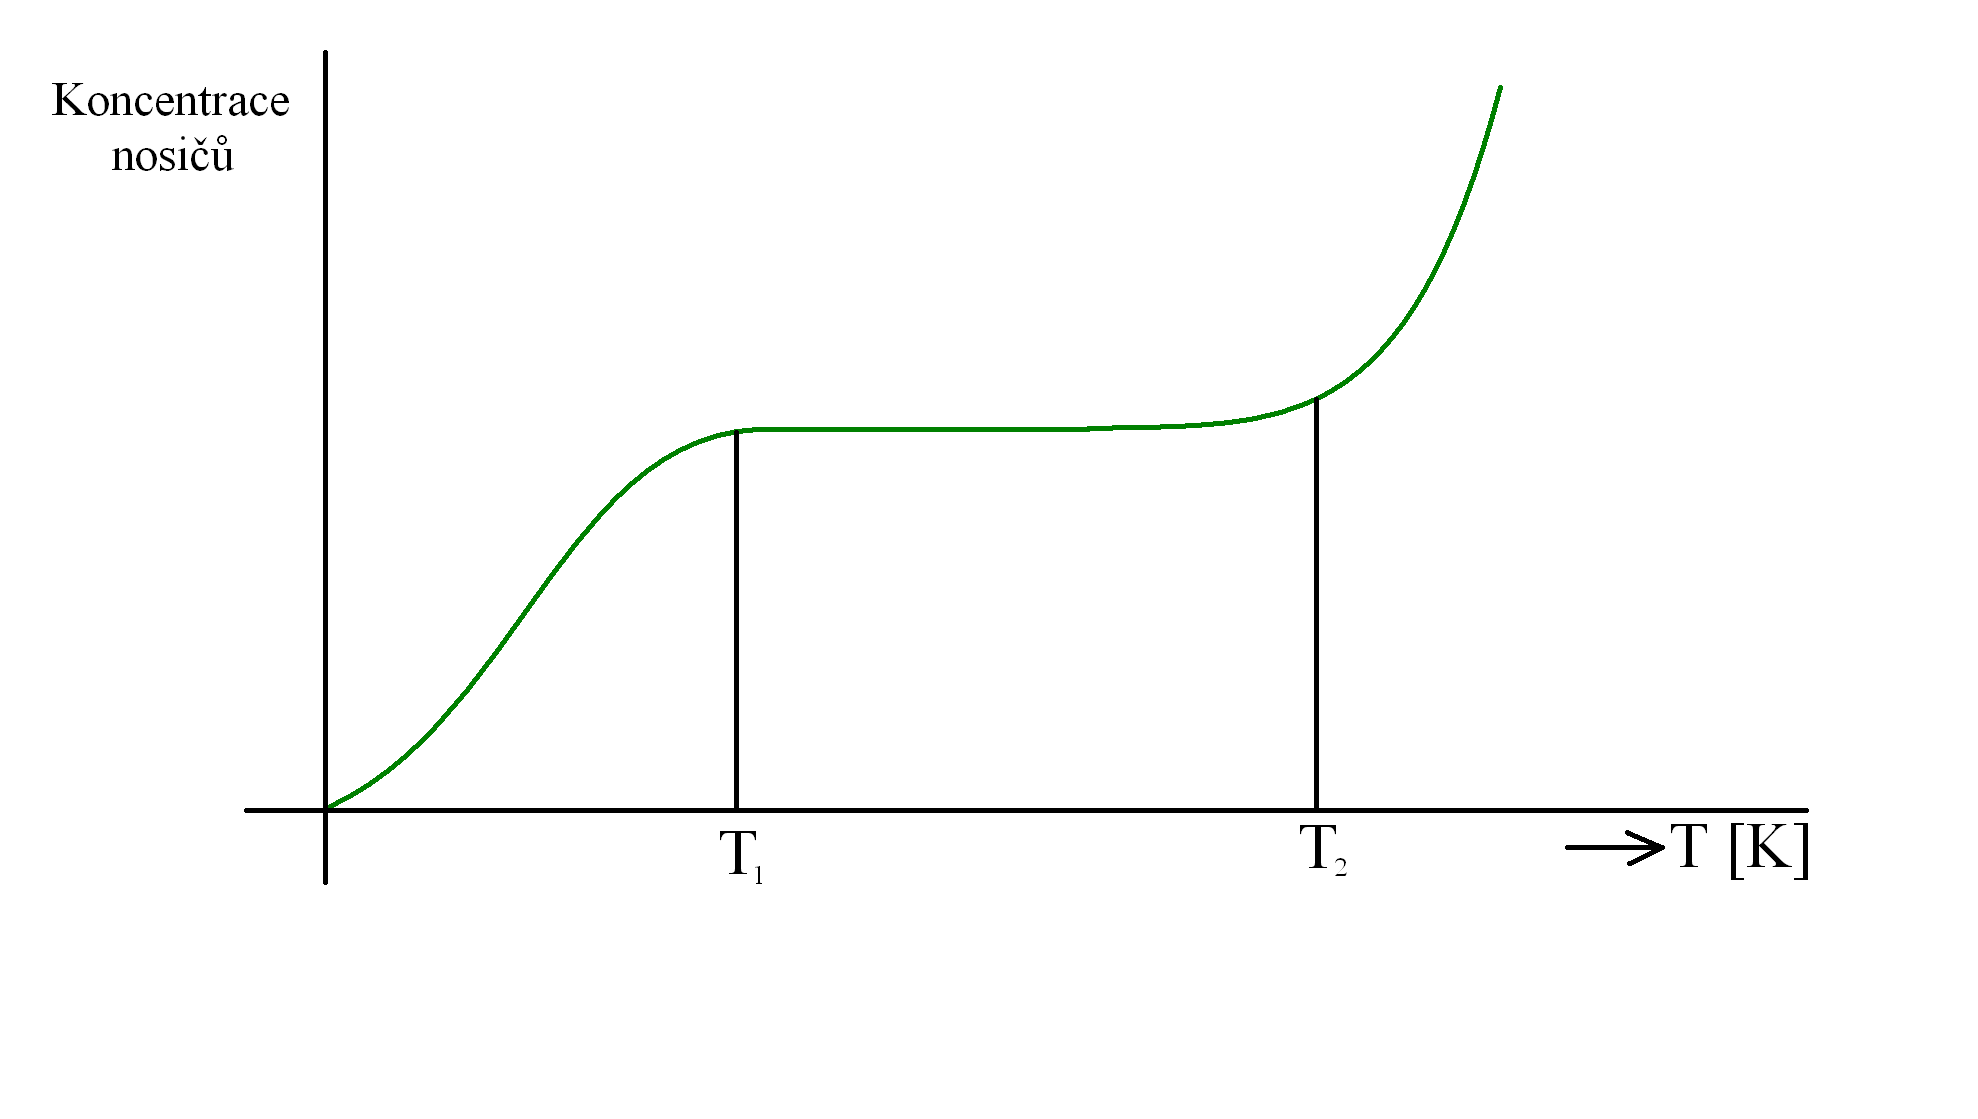 Koncentrace
nosičů
T₁
T₂
T [K]